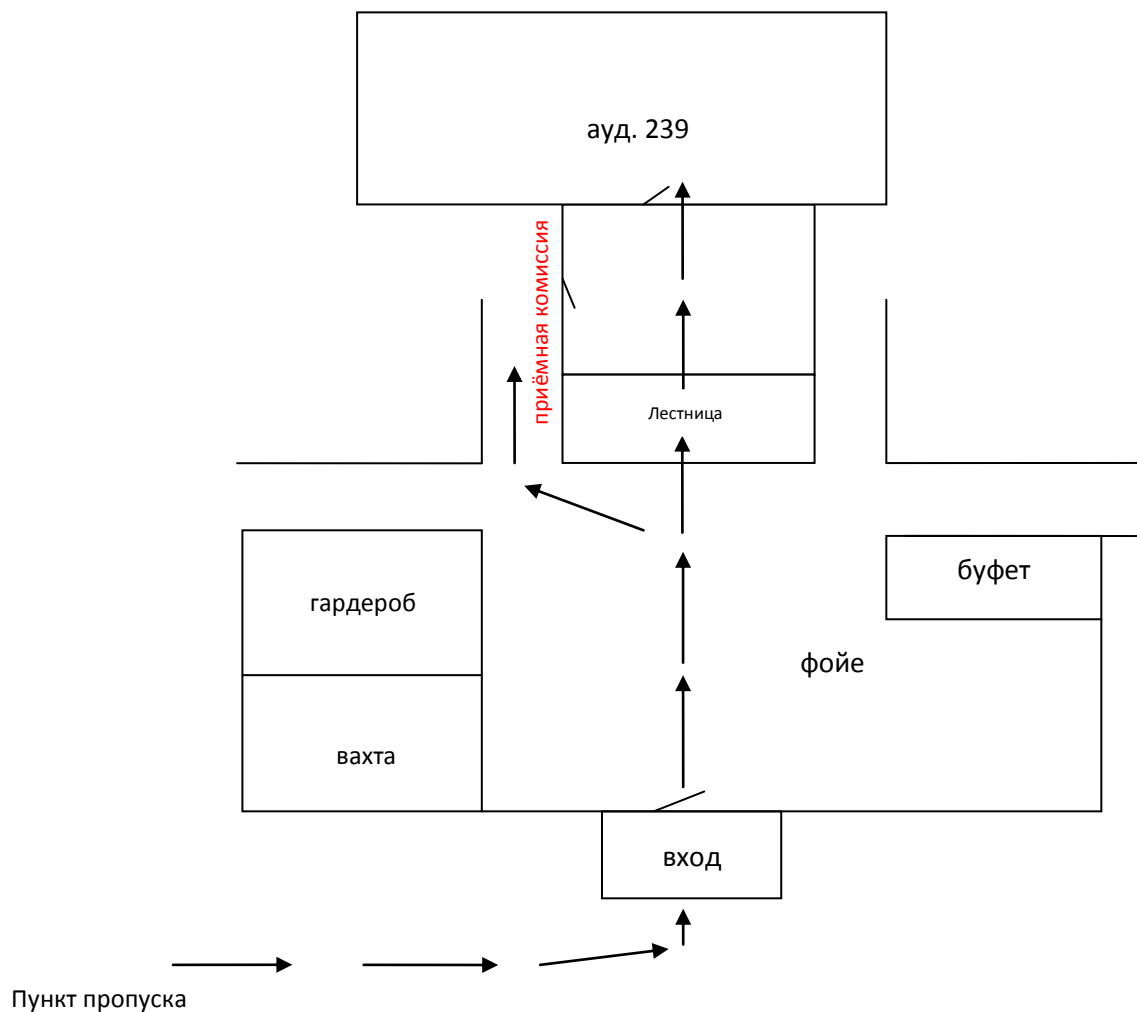 ауд. 239
приёмная комиссия
Лестница
буфет
гардероб
фойе
вахта
вход
Пункт пропуска